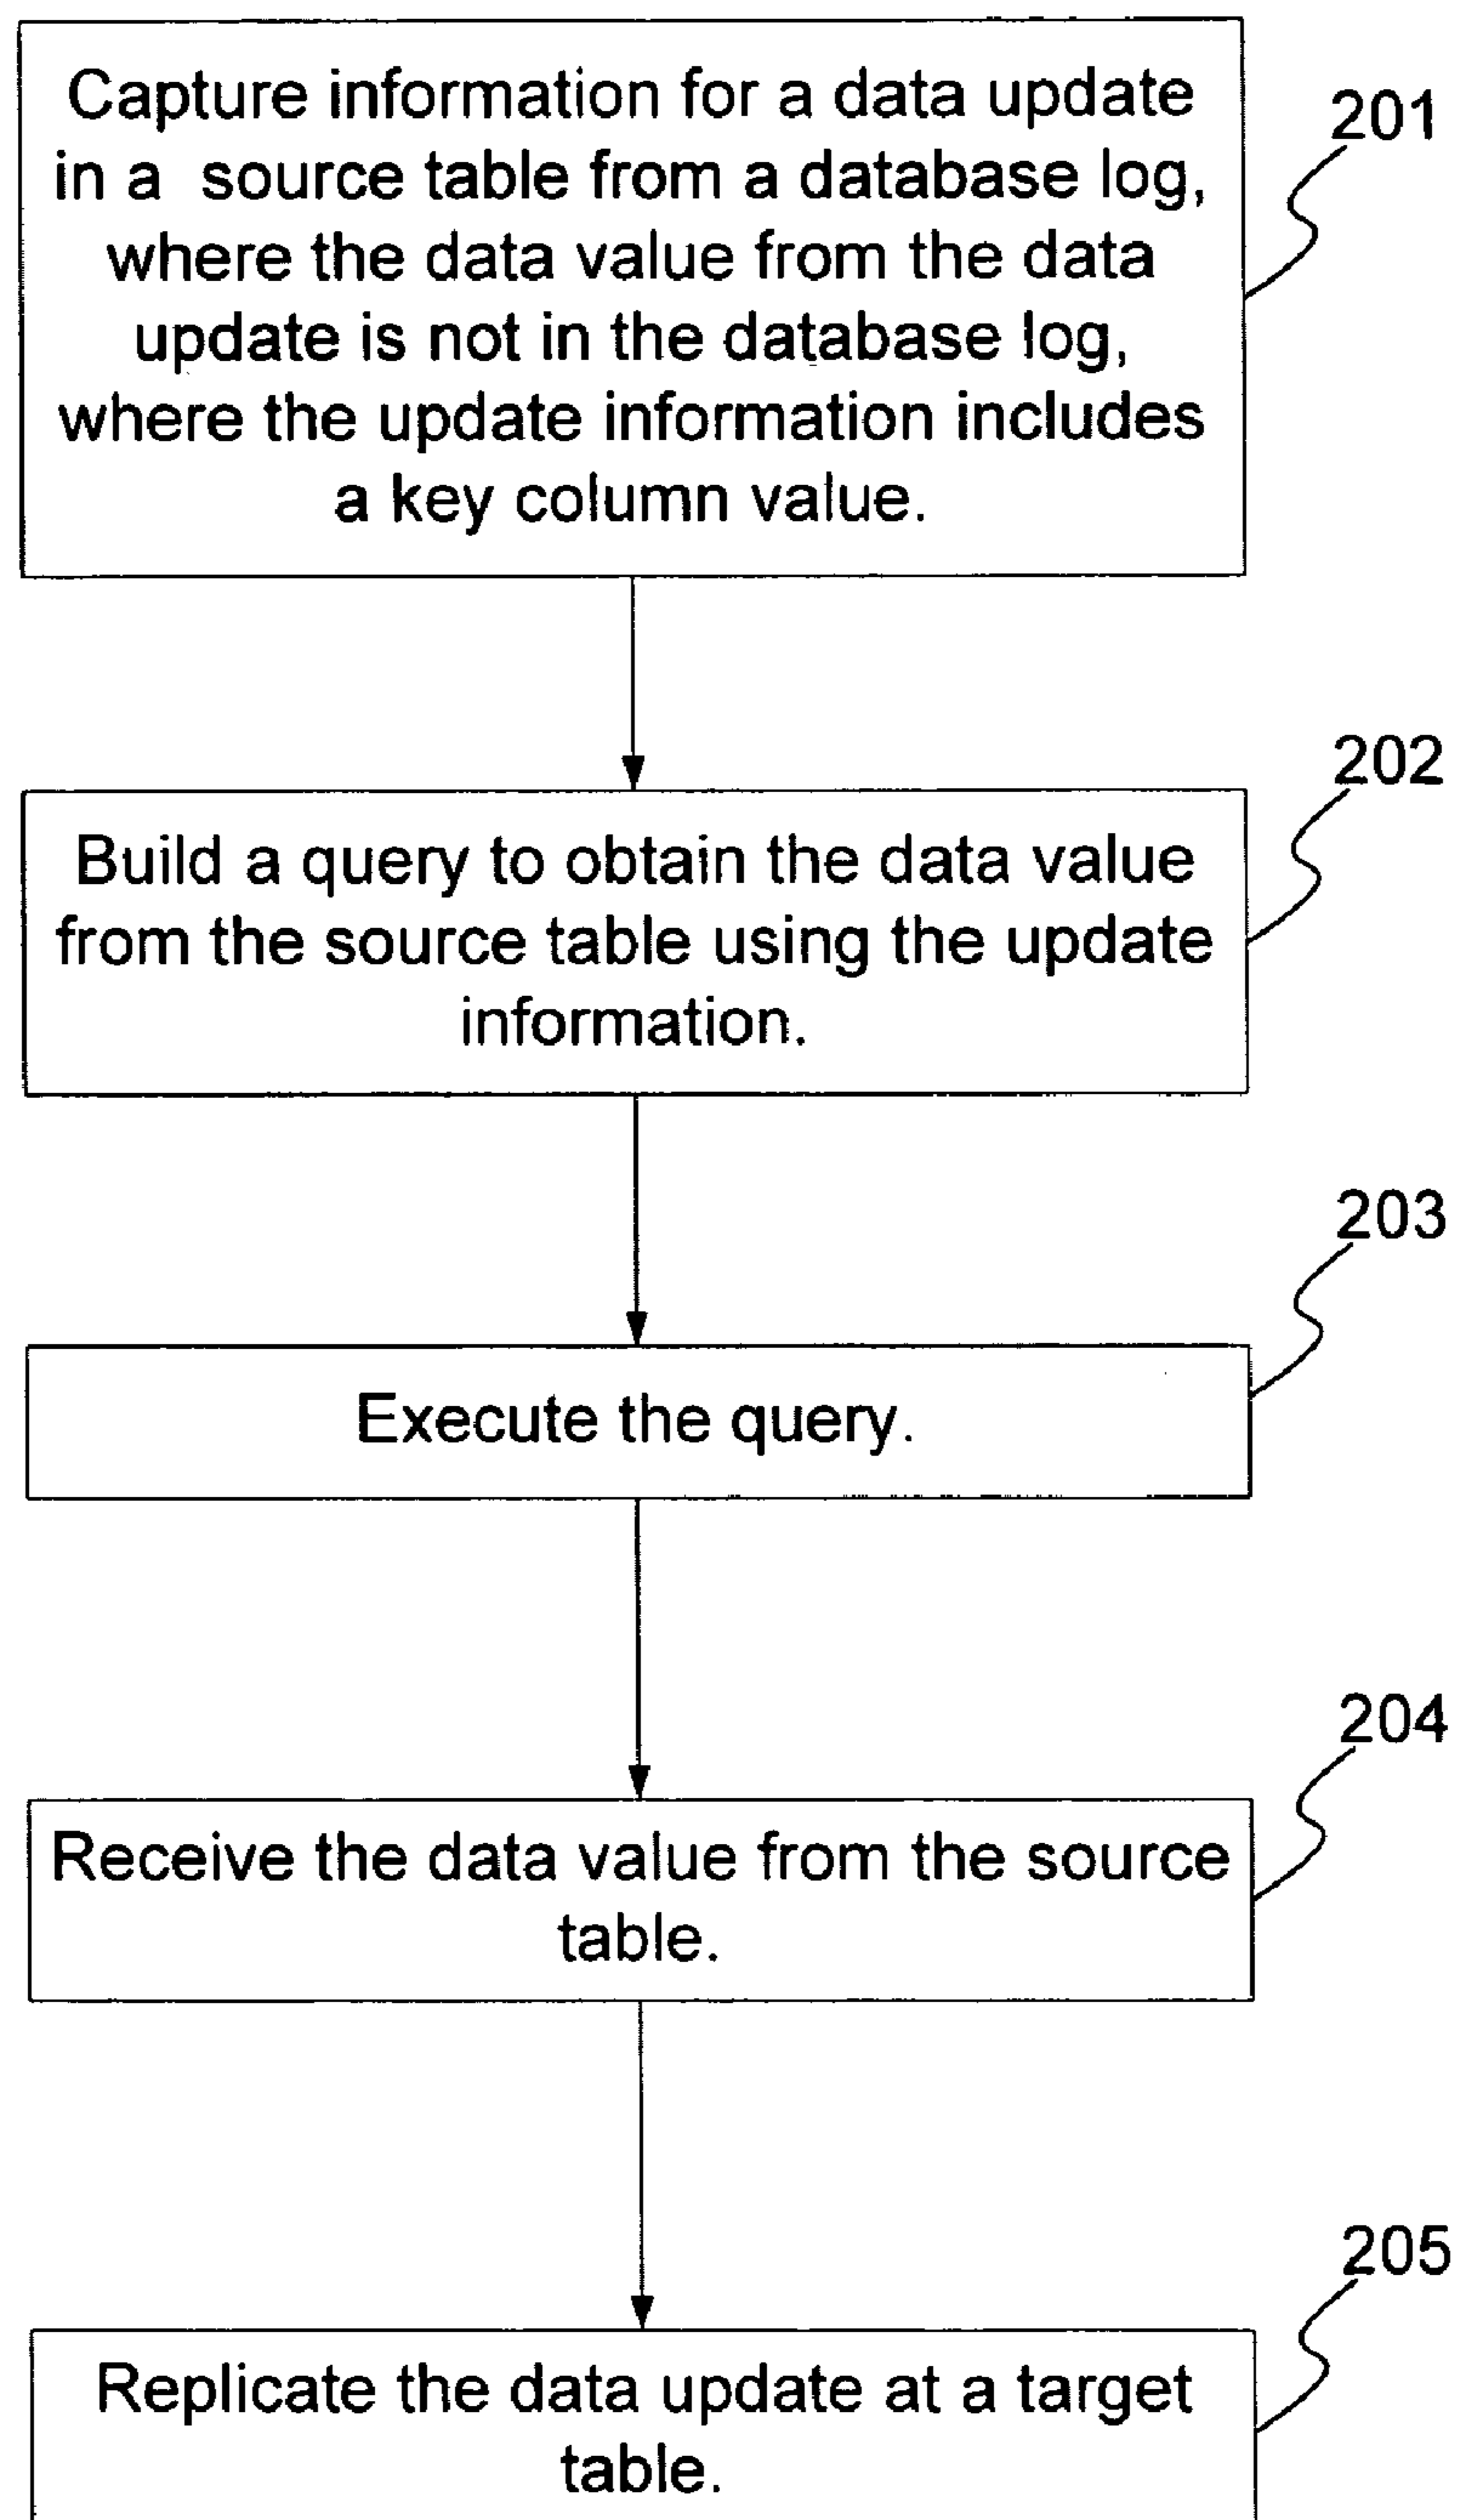 Capture information for a data update
in a source table from a database log,
where the data value from the data
update is not in the database log,
where the update information includes
a key column value.
201
Build a query to obtain the data value
from the source table using the update
information.
202
Execute the query.
203
Receive the data value from the source
table.
204
Replicate the data update at a target
table.
205